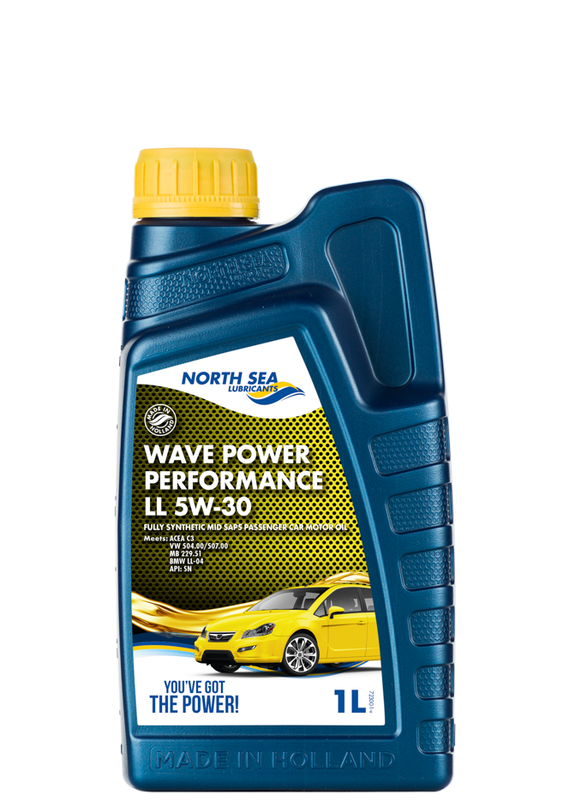 NORTH SEA
NORTH SEA
LUBRICANTS
MADE IN
HOLLAND
WAVE POWER
PERFORMANCE
LL 5W-30
FULLY SYNTHETIC MID SAPS PASSENGER CAR MOTOR OIL
Meets: ACEA C3
VW 504.00/507.00
MB 229.51
BMW LL-04
API: SN
YOU'VE GOT
THE POWER!
1L
MADE IN HOLLAND